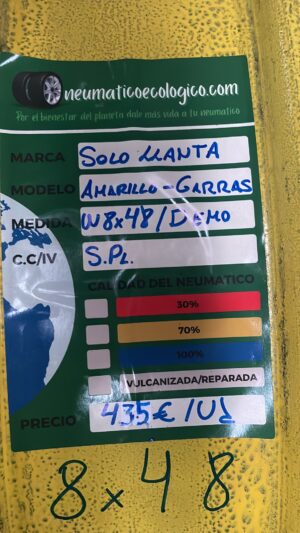 neumaticoecologico.com
Por el bienestar del planeta dale más vida a tu neumatico
MARCA SOLO LLANTA
MODELO AMARILLO-GARRAS
MEDIDA W8x48/DEMO
C.C/IV S.PL.
CALIDAD DEL NEUMATICO
30%
70%
100%
VULCANIZADA/REPARADA
PRECIO 435€/Ud
8x48